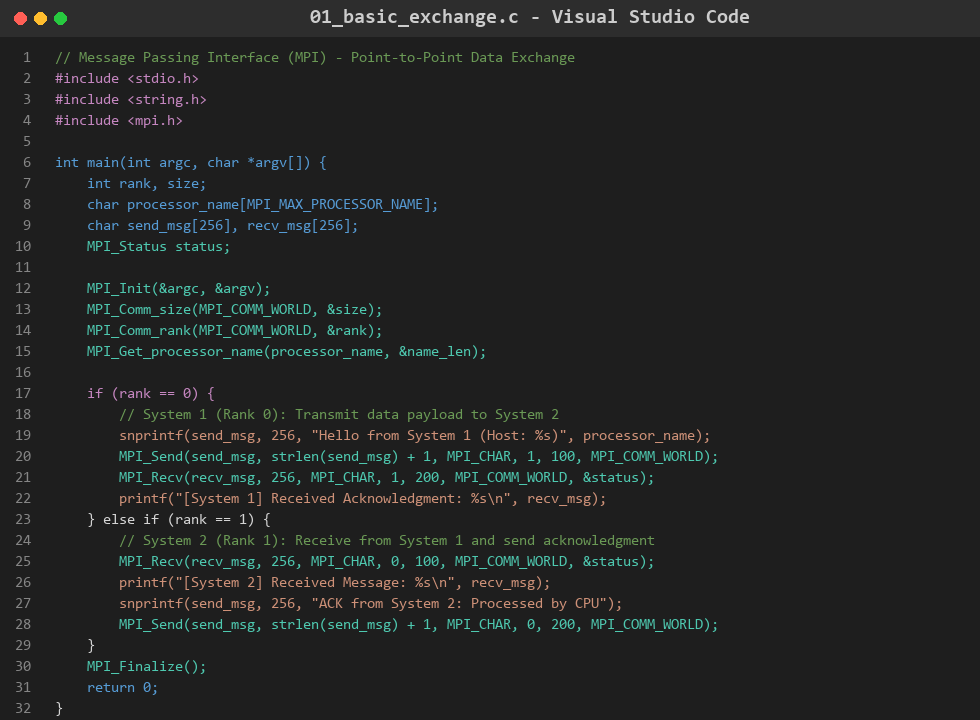 01_basic_exchange.c - Visual Studio Code
1 // Message Passing Interface (MPI) - Point-to-Point Data Exchange
2 #include <stdio.h>
3 #include <string.h>
4 #include <mpi.h>
5
6 int main(int argc, char *argv[]) {
7     int rank, size;
8     char processor_name[MPI_MAX_PROCESSOR_NAME];
9     char send_msg[256], recv_msg[256];
10     MPI_Status status;
11
12     MPI_Init(&argc, &argv);
13     MPI_Comm_size(MPI_COMM_WORLD, &size);
14     MPI_Comm_rank(MPI_COMM_WORLD, &rank);
15     MPI_Get_processor_name(processor_name, &name_len);
16
17     if (rank == 0) {
18         // System 1 (Rank 0): Transmit data payload to System 2
19         snprintf(send_msg, 256, "Hello from System 1 (Host: %s)", processor_name);
20         MPI_Send(send_msg, strlen(send_msg) + 1, MPI_CHAR, 1, 100, MPI_COMM_WORLD);
21         MPI_Recv(recv_msg, 256, MPI_CHAR, 1, 200, MPI_COMM_WORLD, &status);
22         printf("[System 1] Received Acknowledgment: %s\n", recv_msg);
23     } else if (rank == 1) {
24         // System 2 (Rank 1): Receive from System 1 and send acknowledgment
25         MPI_Recv(recv_msg, 256, MPI_CHAR, 0, 100, MPI_COMM_WORLD, &status);
26         printf("[System 2] Received Message: %s\n", recv_msg);
27         snprintf(send_msg, 256, "ACK from System 2: Processed by CPU");
28         MPI_Send(send_msg, strlen(send_msg) + 1, MPI_CHAR, 0, 200, MPI_COMM_WORLD);
29     }
30     MPI_Finalize();
31     return 0;
32 }